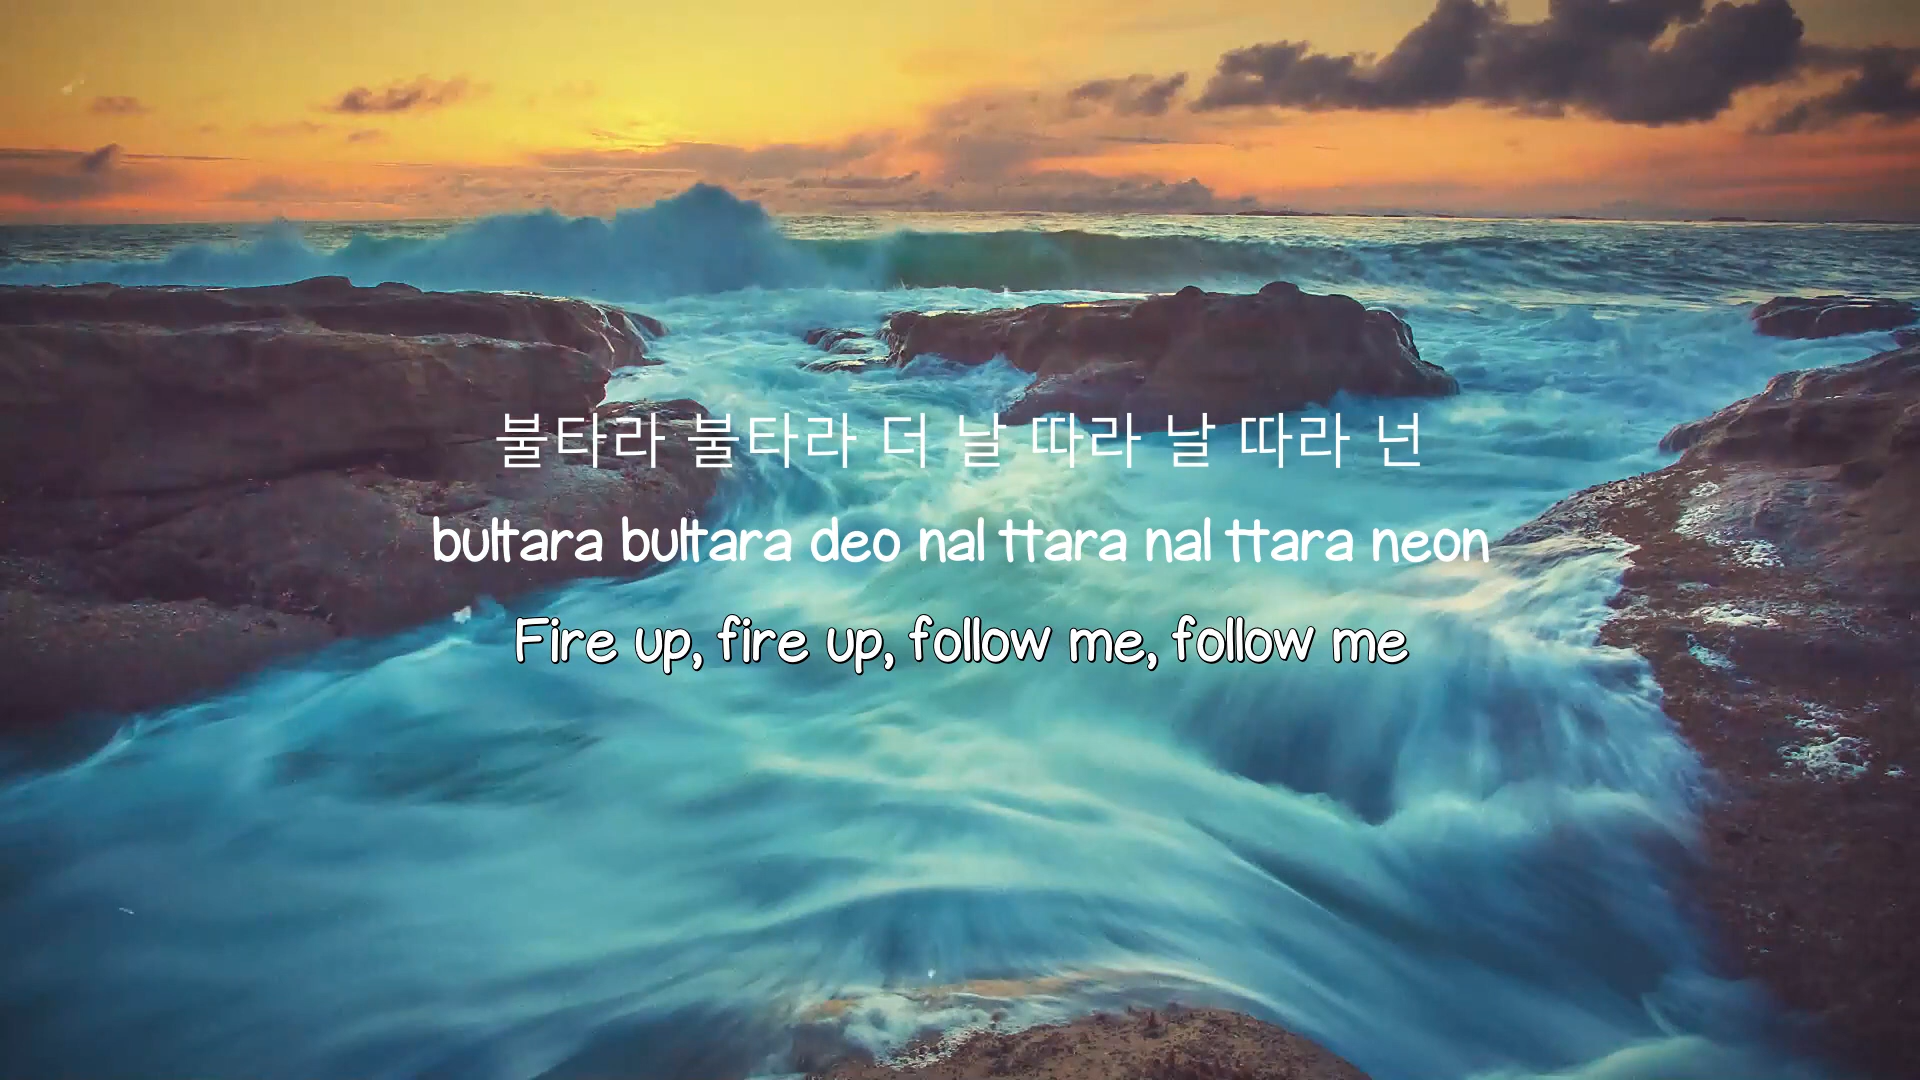 불타라 불타라 더 날 따라 날 따라 넌
bultara bultara deo nal ttara nal ttara neon
Fire up, fire up, follow me, follow me